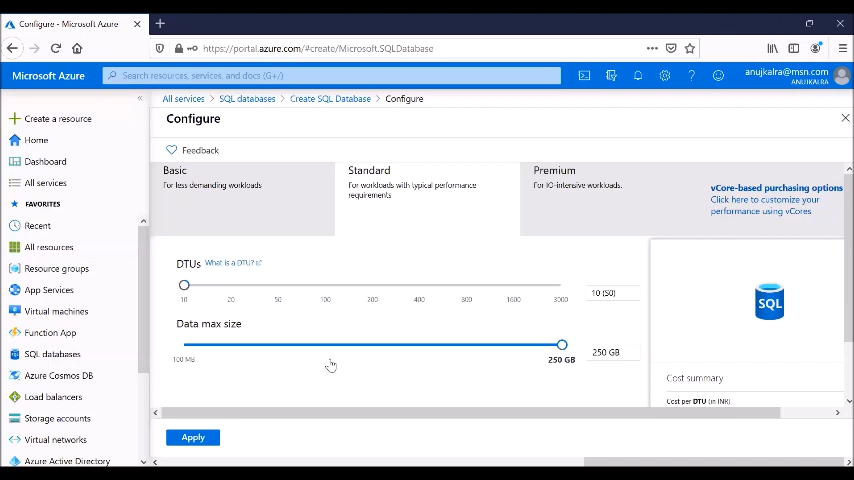 Configure - Microsoft Azure
https://portal.azure.com/#create/Microsoft.SQLDatabase
Microsoft Azure
Search resources, services, and docs (G+/)
anujkalra@msn.com
ANUJKALRA
Create a resource
Home
Dashboard
All services
FAVORITES
Recent
All resources
Resource groups
App Services
Virtual machines
Function App
SQL databases
Azure Cosmos DB
Load balancers
Storage accounts
Virtual networks
Azure Active Directory
All services > SQL databases > Create SQL Database > Configure
Configure
Feedback
Basic
For less demanding workloads
Standard
For workloads with typical performance
requirements
Premium
For IO-intensive workloads.
vCore-based purchasing options
Click here to customize your
performance using vCores
DTUs What is a DTU?
10 20 50 100 200 400 800 1600 3000
10 (S0)
Data max size
100 MB
250 GB
250 GB
SQL
Cost summary
Cost per DTU (in INR)
Apply